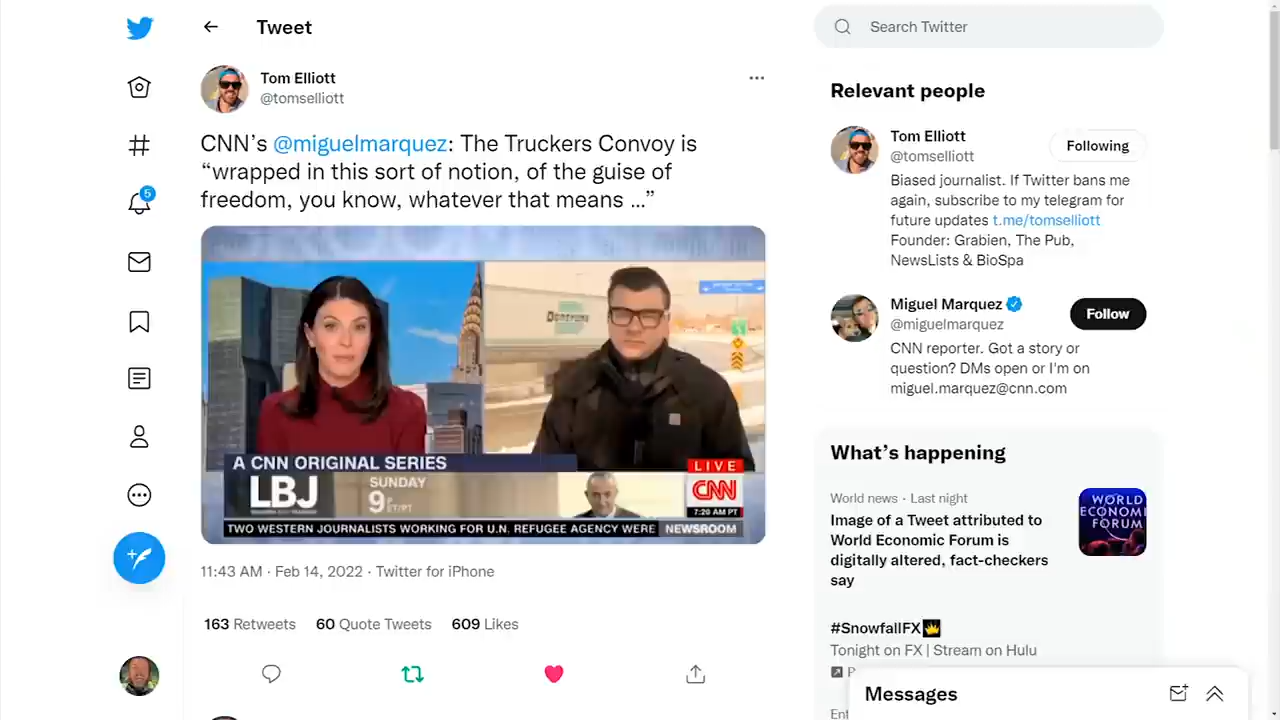 Tweet
Tom Elliott
@tomselliott
CNN’s @miguelmarquez: The Truckers Convoy is
“wrapped in this sort of notion, of the guise of
freedom, you know, whatever that means ...”
A CNN ORIGINAL SERIES
LBJ
SUNDAY
9 ET/PT
LIVE
CNN
7:20 AM PT
TWO WESTERN JOURNALISTS WORKING FOR U.N. REFUGEE AGENCY WERE
NEWSROOM
11:43 AM · Feb 14, 2022 · Twitter for iPhone
163 Retweets 60 Quote Tweets 609 Likes
5
Search Twitter
Relevant people
Tom Elliott
@tomselliott
Following
Biased journalist. If Twitter bans me
again, subscribe to my telegram for
future updates t.me/tomselliott
Founder: Grabien, The Pub,
NewsLists & BioSpa
Miguel Marquez
@miguelmarquez
Follow
CNN reporter. Got a story or
question? DMs open or I'm on
miguel.marquez@cnn.com
What’s happening
World news · Last night
Image of a Tweet attributed to
World Economic Forum is
digitally altered, fact-checkers
say
WORLD
ECONOMI
FORUM
#SnowfallFX
Tonight on FX | Stream on Hulu
P
Ent
Messages